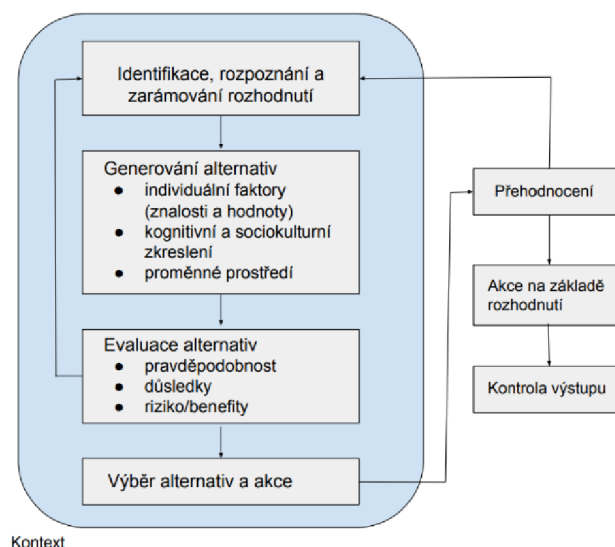 Identifikace, rozpoznání a
zarámování rozhodnutí
Generování alternativ
● individuální faktory
(znalosti a hodnoty)
● kognitivní a sociokulturní
zkreslení
● proměnné prostředí
Evaluace alternativ
● pravděpodobnost
● důsledky
● riziko/benefity
Výběr alternativ a akce
Přehodnocení
Akce na základě
rozhodnutí
Kontrola výstupu
Kontext